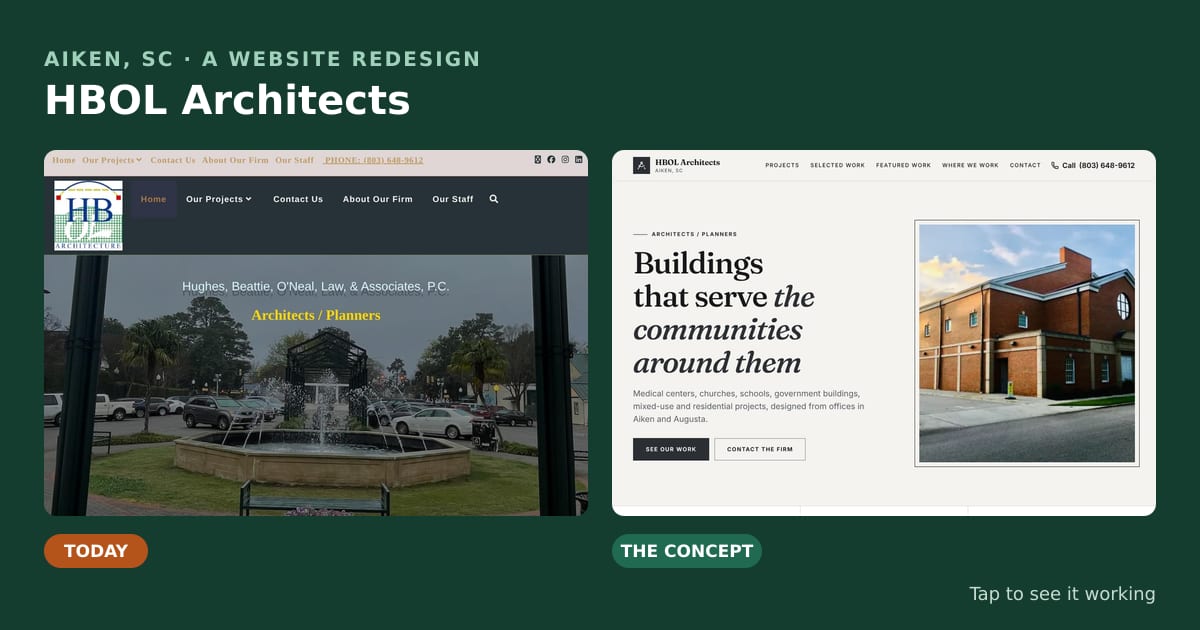 AIKEN, SC · A WEBSITE REDESIGN
HBOL Architects
Home Our Projects Contact Us About Our Firm Our Staff PHONE: (803) 648-9612
HB
OL
ARCHITECTURE
Home Our Projects Contact Us About Our Firm Our Staff
Hughes, Beattie, O'Neal, Law, & Associates, P.C.
Architects / Planners
TODAY
HBOL Architects
AIKEN, SC
PROJECTS SELECTED WORK FEATURED WORK WHERE WE WORK CONTACT Call (803) 648-9612
ARCHITECTS / PLANNERS
Buildings
that serve the
communities
around them
Medical centers, churches, schools, government buildings,
mixed-use and residential projects, designed from offices in
Aiken and Augusta.
SEE OUR WORK CONTACT THE FIRM
THE CONCEPT
Tap to see it working